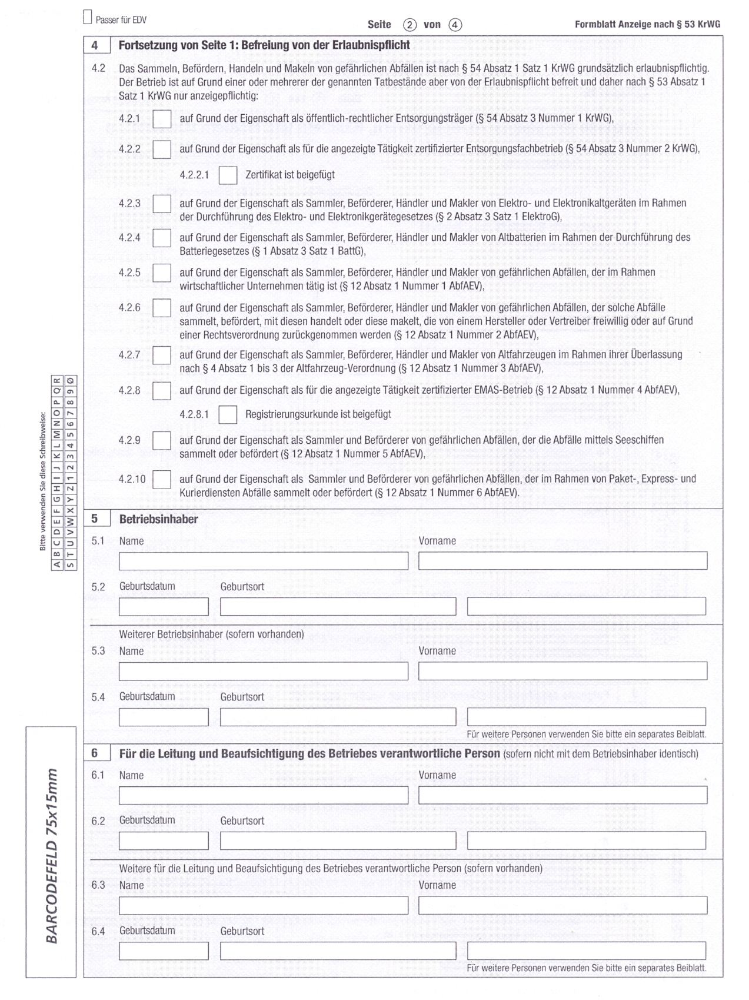 Passer für EDV
Seite 2 von 4
Formblatt Anzeige nach § 53 KrWG
4 Fortsetzung von Seite 1: Befreiung von der Erlaubnispflicht
4.2 Das Sammeln, Befördern, Handeln und Makeln von gefährlichen Abfällen ist nach § 54 Absatz 1 Satz 1 KrWG grundsätzlich erlaubnispflichtig.
Der Betrieb ist auf Grund einer oder mehrerer der genannten Tatbestände aber von der Erlaubnispflicht befreit und daher nach § 53 Absatz 1
Satz 1 KrWG nur anzeigepflichtig:
4.2.1 auf Grund der Eigenschaft als öffentlich-rechtlicher Entsorgungsträger (§ 54 Absatz 3 Nummer 1 KrWG),
4.2.2 auf Grund der Eigenschaft als für die angezeigte Tätigkeit zertifizierter Entsorgungsfachbetrieb (§ 54 Absatz 3 Nummer 2 KrWG),
4.2.2.1 Zertifikat ist beigefügt
4.2.3 auf Grund der Eigenschaft als Sammler, Beförderer, Händler und Makler von Elektro- und Elektronikaltgeräten im Rahmen
der Durchführung des Elektro- und Elektronikgerätegesetzes (§ 2 Absatz 3 Satz 1 ElektroG),
4.2.4 auf Grund der Eigenschaft als Sammler, Beförderer, Händler und Makler von Altbatterien im Rahmen der Durchführung des
Batteriegesetzes (§ 1 Absatz 3 Satz 1 BattG),
4.2.5 auf Grund der Eigenschaft als Sammler, Beförderer, Händler und Makler von gefährlichen Abfällen, der im Rahmen
wirtschaftlicher Unternehmen tätig ist (§ 12 Absatz 1 Nummer 1 AbfAEV),
4.2.6 auf Grund der Eigenschaft als Sammler, Beförderer, Händler und Makler von gefährlichen Abfällen, der solche Abfälle
sammelt, befördert, mit diesen handelt oder diese makelt, die von einem Hersteller oder Vertreiber freiwillig oder auf Grund
einer Rechtsverordnung zurückgenommen werden (§ 12 Absatz 1 Nummer 2 AbfAEV),
4.2.7 auf Grund der Eigenschaft als Sammler, Beförderer, Händler und Makler von Altfahrzeugen im Rahmen ihrer Überlassung
nach § 4 Absatz 1 bis 3 der Altfahrzeug-Verordnung (§ 12 Absatz 1 Nummer 3 AbfAEV),
4.2.8 auf Grund der Eigenschaft als für die angezeigte Tätigkeit zertifizierter EMAS-Betrieb (§ 12 Absatz 1 Nummer 4 AbfAEV),
4.2.8.1 Registrierungsurkunde ist beigefügt
4.2.9 auf Grund der Eigenschaft als Sammler und Beförderer von gefährlichen Abfällen, der die Abfälle mittels Seeschiffen
sammelt oder befördert (§ 12 Absatz 1 Nummer 5 AbfAEV),
4.2.10 auf Grund der Eigenschaft als Sammler und Beförderer von gefährlichen Abfällen, der im Rahmen von Paket-, Express- und
Kurierdiensten Abfälle sammelt oder befördert (§ 12 Absatz 1 Nummer 6 AbfAEV).
Bitte verwenden Sie diese Schreibweise:
A B C D E F G H I J K L M N O P Q R
S T U V W X Y Z 1 2 3 4 5 6 7 8 9 Ø
5 Betriebsinhaber
5.1 Name Vorname
5.2 Geburtsdatum Geburtsort
Weiterer Betriebsinhaber (sofern vorhanden)
5.3 Name Vorname
5.4 Geburtsdatum Geburtsort
Für weitere Personen verwenden Sie bitte ein separates Beiblatt.
6 Für die Leitung und Beaufsichtigung des Betriebes verantwortliche Person (sofern nicht mit dem Betriebsinhaber identisch)
6.1 Name Vorname
6.2 Geburtsdatum Geburtsort
Weitere für die Leitung und Beaufsichtigung des Betriebes verantwortliche Person (sofern vorhanden)
6.3 Name Vorname
6.4 Geburtsdatum Geburtsort
Für weitere Personen verwenden Sie bitte ein separates Beiblatt.
BARCODEFELD 75x15mm